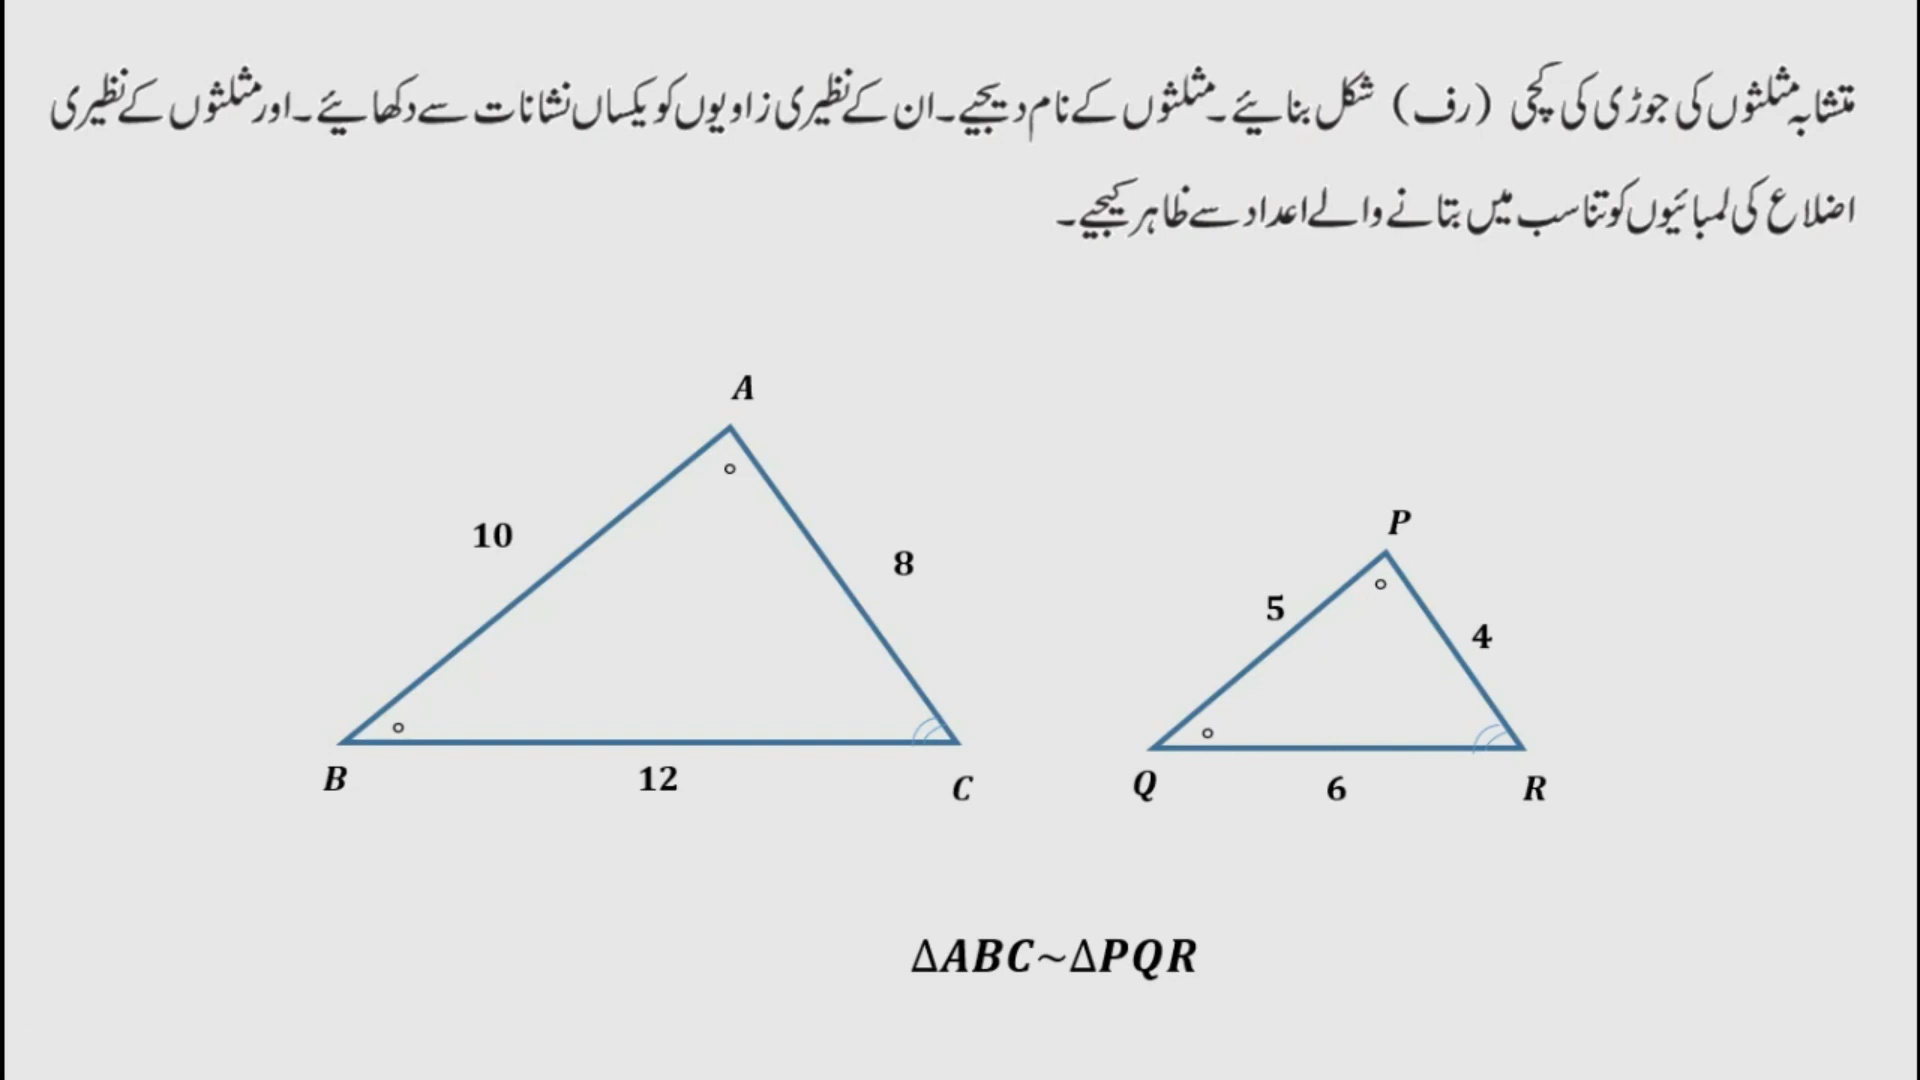 متشابہ مثلثوں کی جوڑی کی کچی (رف) شکل بنائیے۔ مثلثوں کے نام دیجیے۔ ان کے نظیری زاویوں کو یکساں نشانات سے دکھائیے۔ اور مثلثوں کے نظیری
اضلاع کی لمبائیوں کو تناسب میں بتانے والے اعداد سے ظاہر کیجیے۔
A
10
8
B
12
C
P
5
4
Q
6
R
ΔABC~ΔPQR